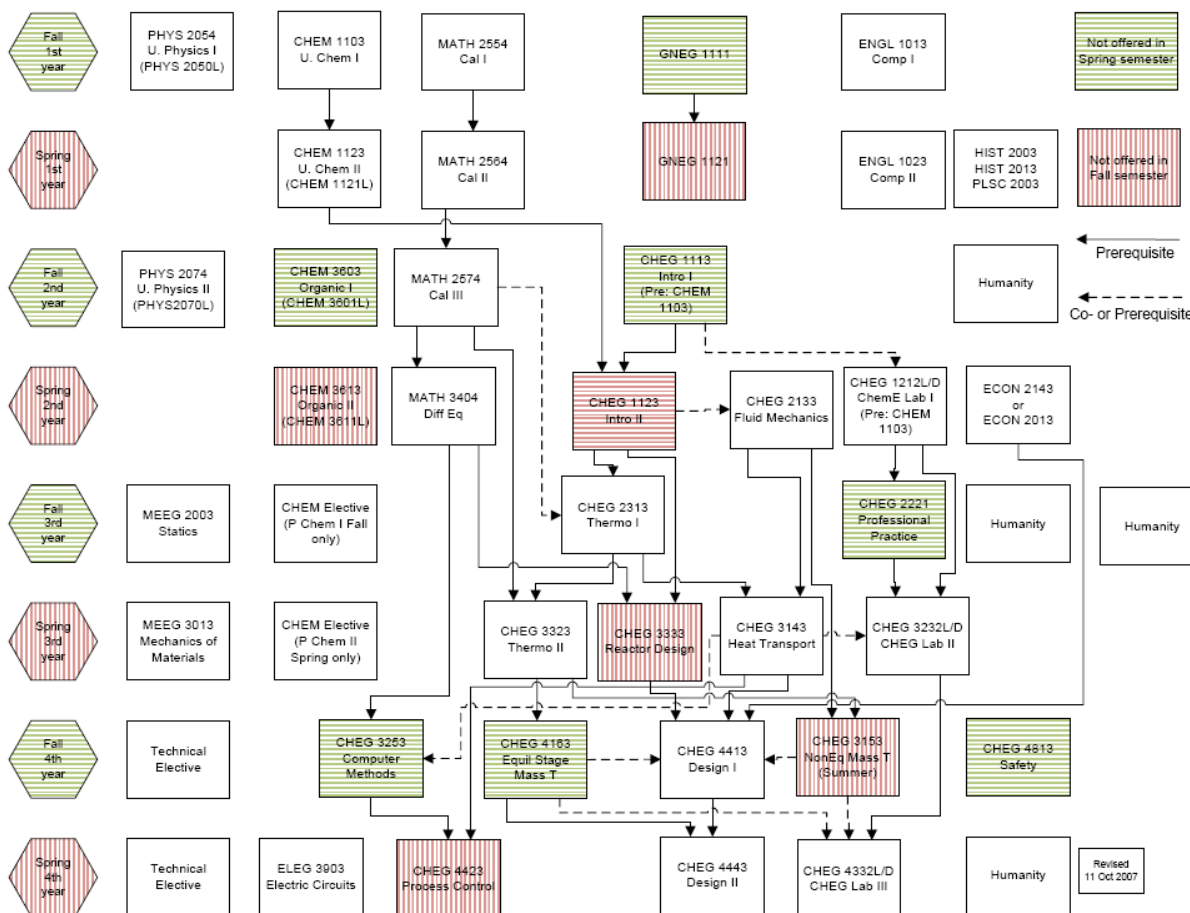 Fall
1st
year
PHYS 2054
U. Physics I
(PHYS 2050L)
CHEM 1103
U. Chem I
MATH 2554
Cal I
GNEG 1111
ENGL 1013
Comp I
Not offered in
Spring semester
Spring
1st
year
CHEM 1123
U. Chem II
(CHEM 1121L)
MATH 2564
Cal II
GNEG 1121
ENGL 1023
Comp II
HIST 2003
HIST 2013
PLSC 2003
Not offered in
Fall semester
Fall
2nd
year
PHYS 2074
U. Physics II
(PHYS2070L)
CHEM 3603
Organic I
(CHEM 3601L)
MATH 2574
Cal III
CHEG 1113
Intro I
(Pre: CHEM
1103)
Humanity
Prerequisite
Co- or Prerequisite
Spring
2nd
year
CHEM 3613
Organic II
(CHEM 3611L)
MATH 3404
Diff Eq
CHEG 1123
Intro II
CHEG 2133
Fluid Mechanics
CHEG 1212L/D
ChemE Lab I
(Pre: CHEM
1103)
ECON 2143
or
ECON 2013
Fall
3rd
year
MEEG 2003
Statics
CHEM Elective
(P Chem I Fall
only)
CHEG 2313
Thermo I
CHEG 2221
Professional
Practice
Humanity
Humanity
Spring
3rd
year
MEEG 3013
Mechanics of
Materials
CHEM Elective
(P Chem II
Spring only)
CHEG 3323
Thermo II
CHEG 3333
Reactor Design
CHEG 3143
Heat Transport
CHEG 3232L/D
CHEG Lab II
Fall
4th
year
Technical
Elective
CHEG 3253
Computer
Methods
CHEG 4163
Equil Stage
Mass T
CHEG 4413
Design I
CHEG 3153
NonEq Mass T
(Summer)
CHEG 4813
Safety
Spring
4th
year
Technical
Elective
ELEG 3903
Electric Circuits
CHEG 4423
Process Control
CHEG 4443
Design II
CHEG 4332L/D
CHEG Lab III
Humanity
Revised
11 Oct 2007